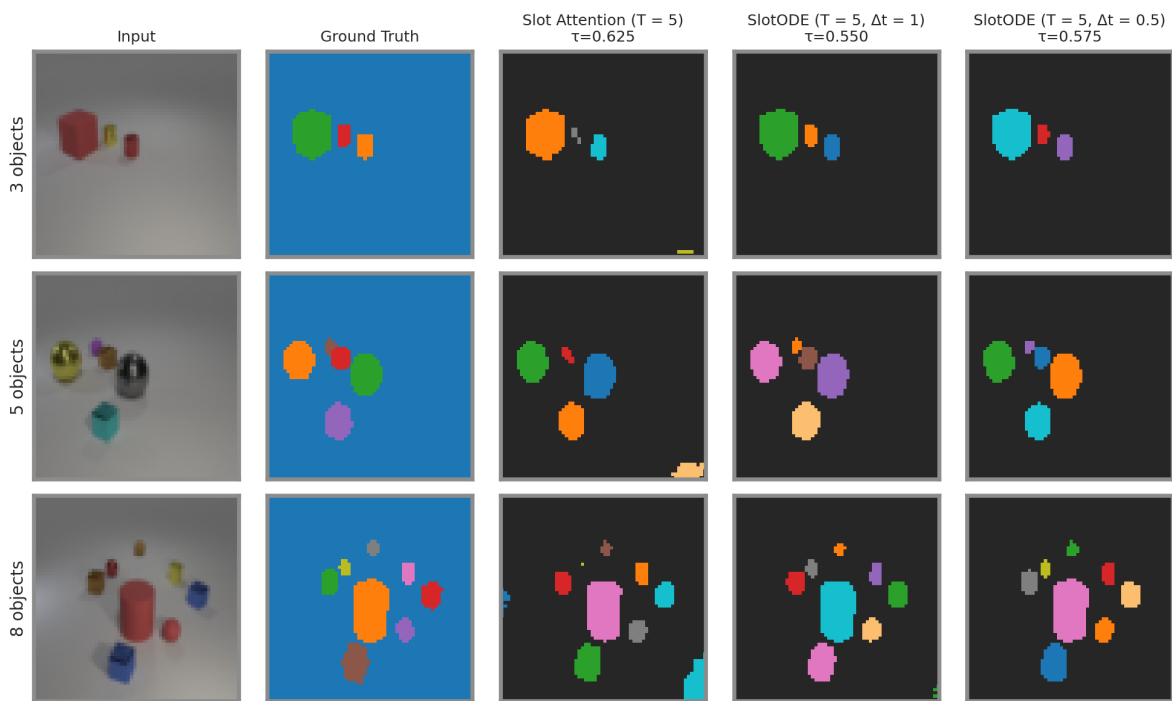 Input
Ground Truth
Slot Attention (T = 5)
τ=0.625
SlotODE (T = 5, Δt = 1)
τ=0.550
SlotODE (T = 5, Δt = 0.5)
τ=0.575
3 objects
5 objects
8 objects